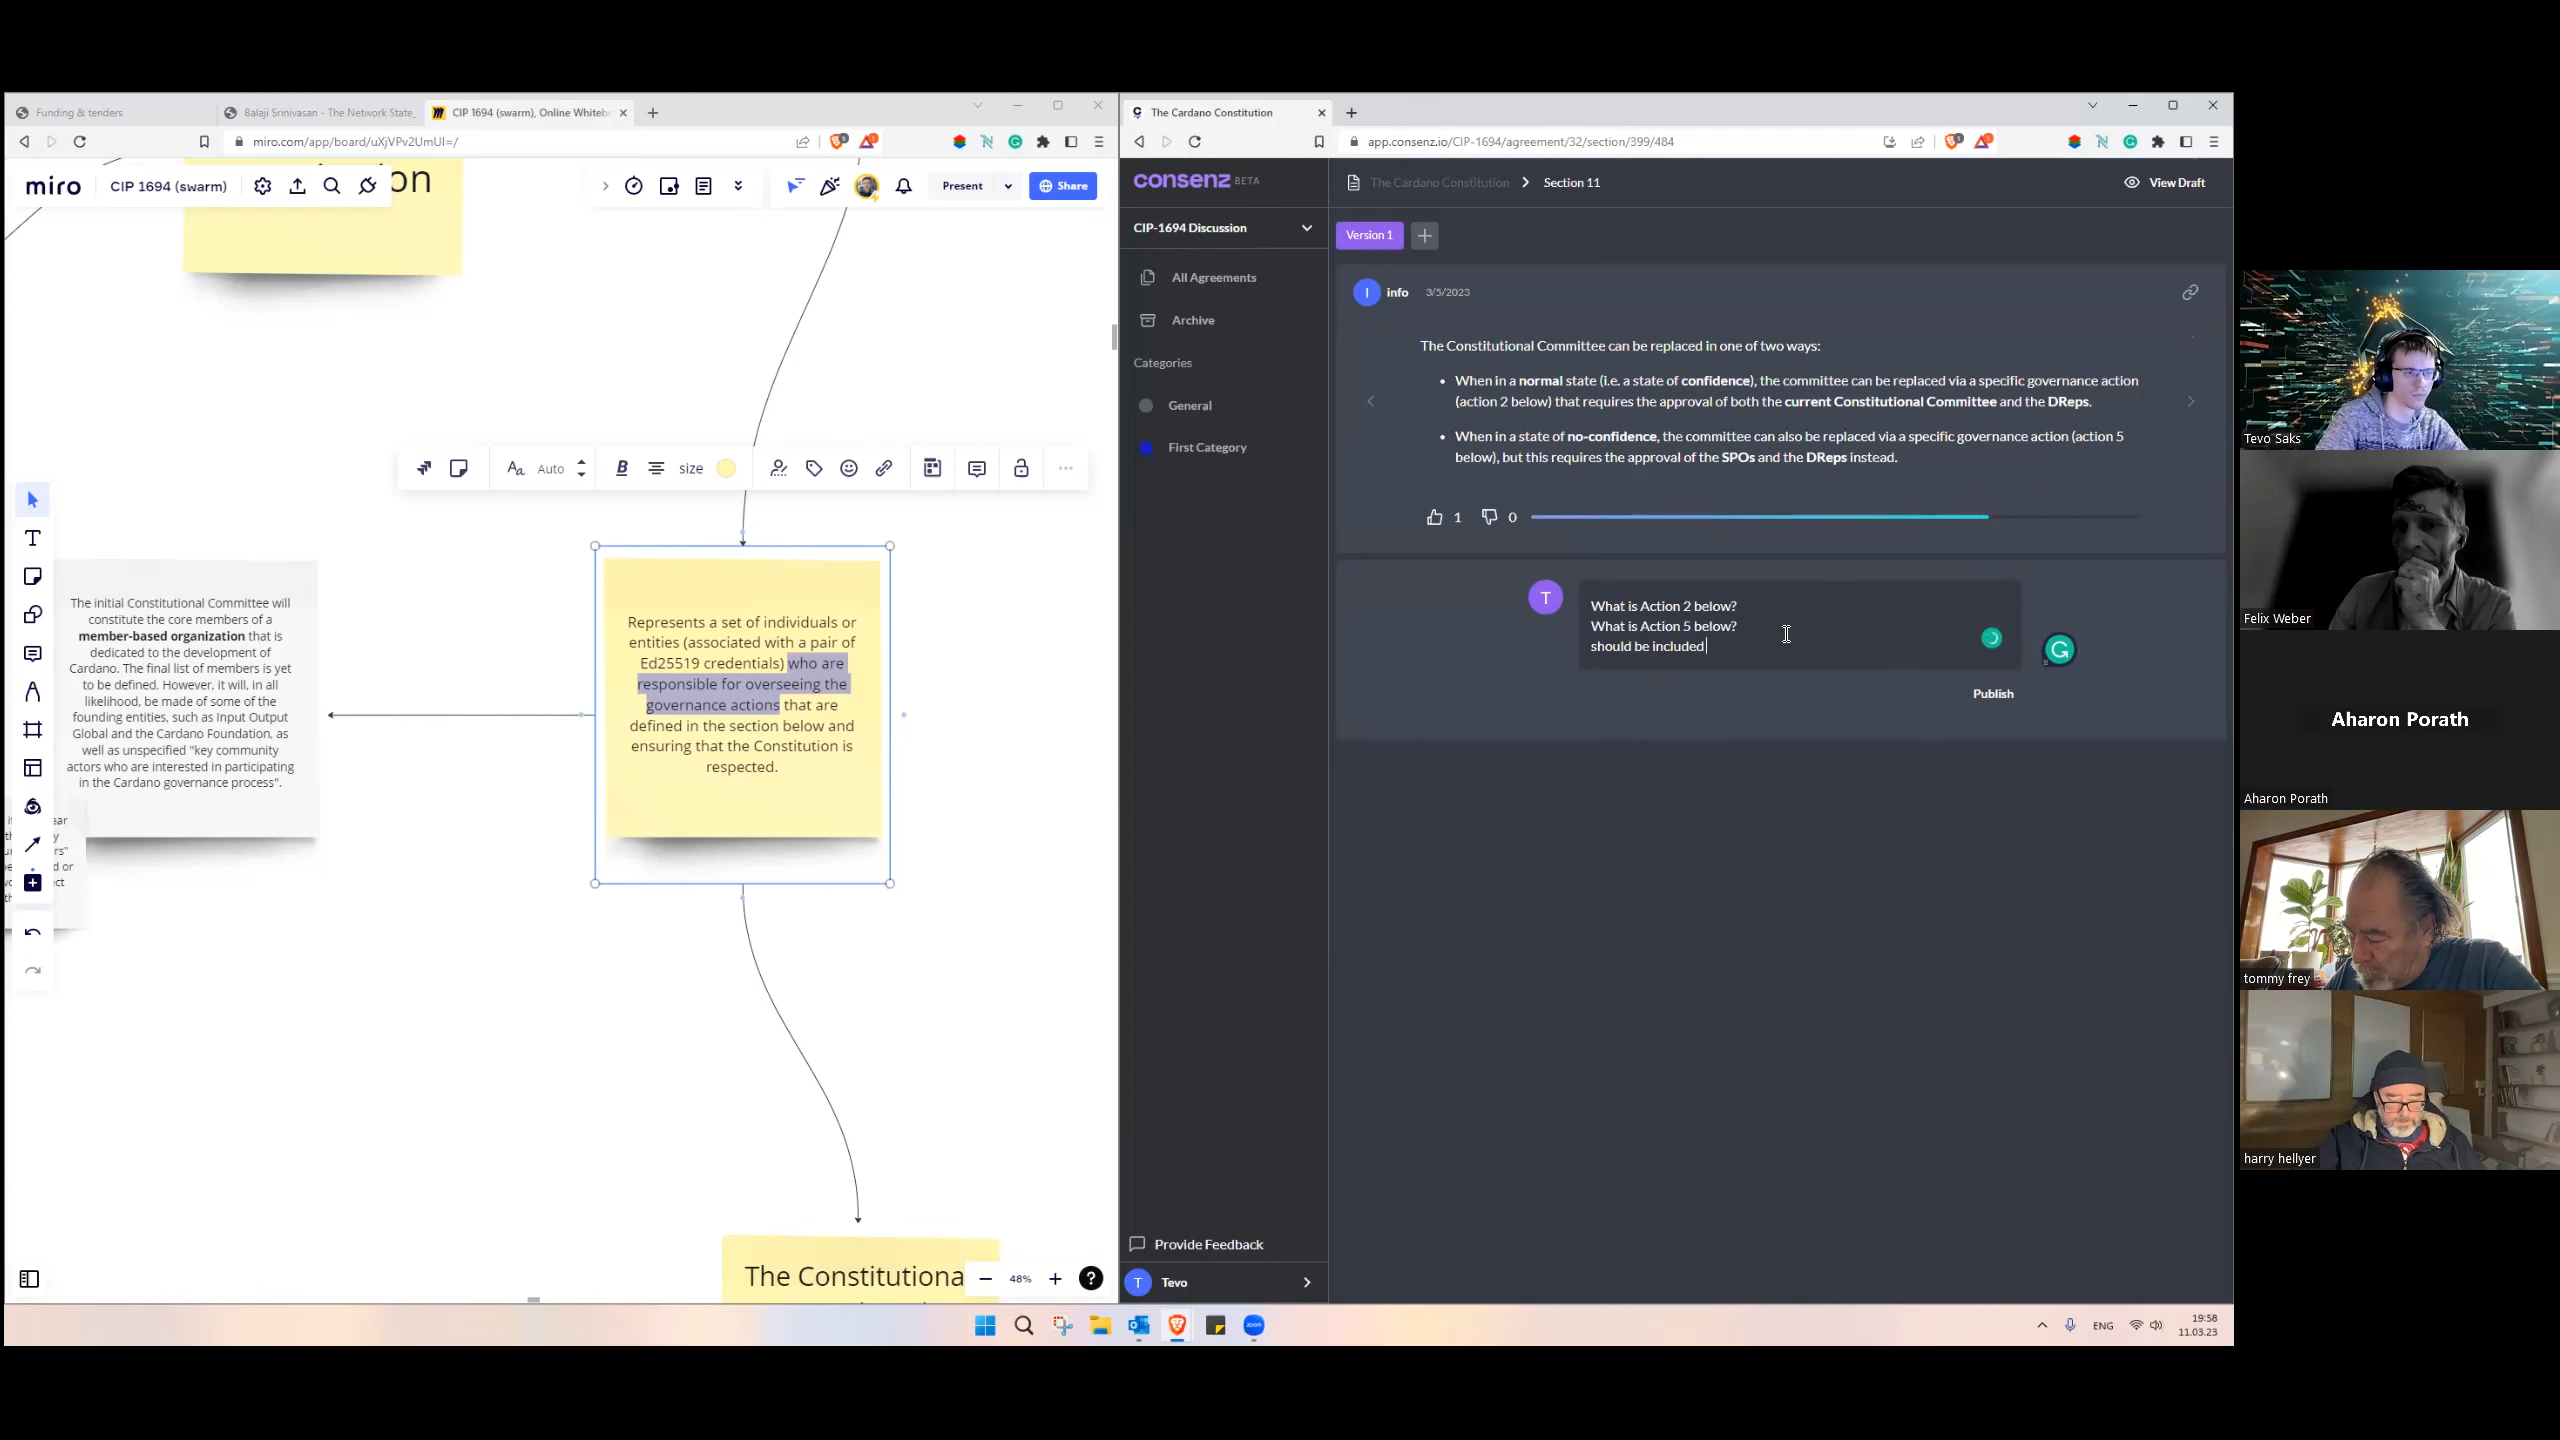 Funding & tenders
Balaji Srinivasan - The Network State,
CIP 1694 (swarm), Online Whiteb
miro.com/app/board/uXjVPv2UmUI=/
miro
CIP 1694 (swarm)
on
Present
Share
Aa
Auto
B
size
The initial Constitutional Committee will
constitute the core members of a
member-based organization that is
dedicated to the development of
Cardano. The final list of members is yet
to be defined. However, it will, in all
likelihood, be made of some of the
founding entities, such as Input Output
Global and the Cardano Foundation, as
well as unspecified "key community
actors who are interested in participating
in the Cardano governance process".
Represents a set of individuals or
entities (associated with a pair of
Ed25519 credentials) who are
responsible for overseeing the
governance actions that are
defined in the section below and
ensuring that the Constitution is
respected.
The Constitutiona
48%
The Cardano Constitution
app.consenz.io/CIP-1694/agreement/32/section/399/484
consenz BETA
The Cardano Constitution
Section 11
View Draft
CIP-1694 Discussion
All Agreements
Archive
Categories
General
First Category
Version 1
I
info
3/5/2023
The Constitutional Committee can be replaced in one of two ways:
When in a normal state (i.e. a state of confidence), the committee can be replaced via a specific governance action
(action 2 below) that requires the approval of both the current Constitutional Committee and the DReps.
When in a state of no-confidence, the committee can also be replaced via a specific governance action (action 5
below), but this requires the approval of the SPOs and the DReps instead.
1
0
T
What is Action 2 below?
What is Action 5 below?
should be included
Publish
Provide Feedback
T
Tevo
ENG
19:58
11.03.23
Tevo Saks
Felix Weber
Aharon Porath
Aharon Porath
tommy frey
harry hellyer